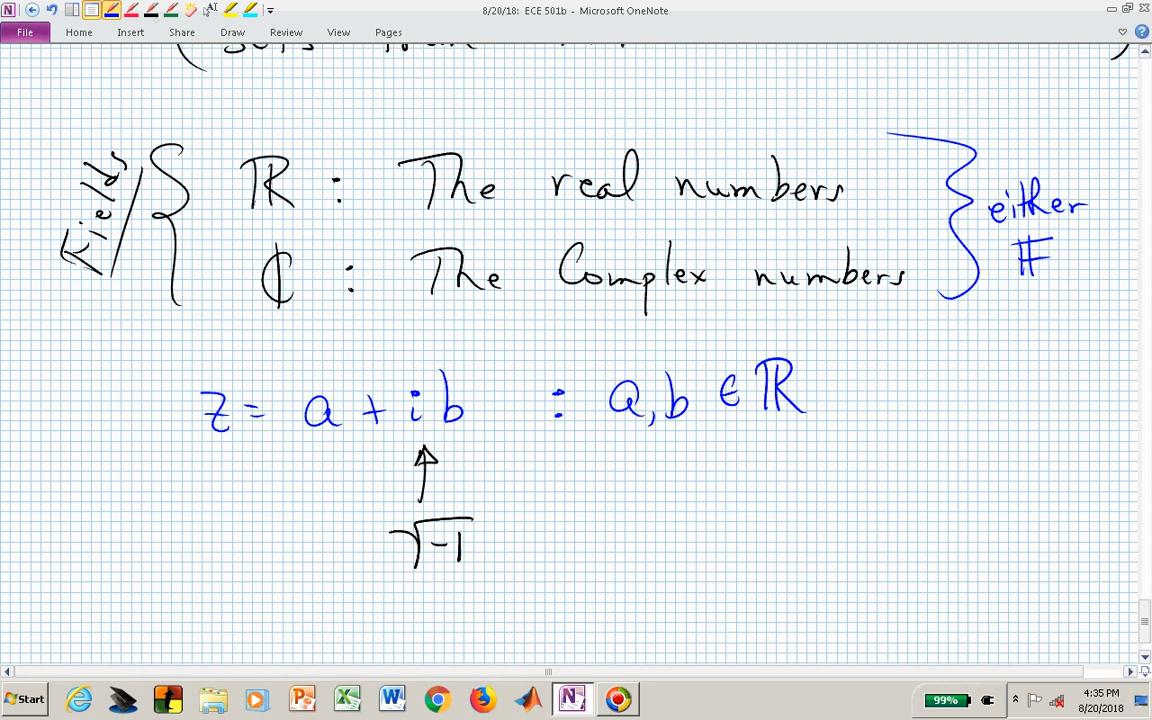 8/20/18: ECE 501b - Microsoft OneNote
File Home Insert Share Draw Review View Pages
Fields
ℝ : The real numbers
ℂ : The Complex numbers
either
𝔽
z = a + i b : a, b ∈ ℝ
√-1
Start
99%
4:35 PM
8/20/2018